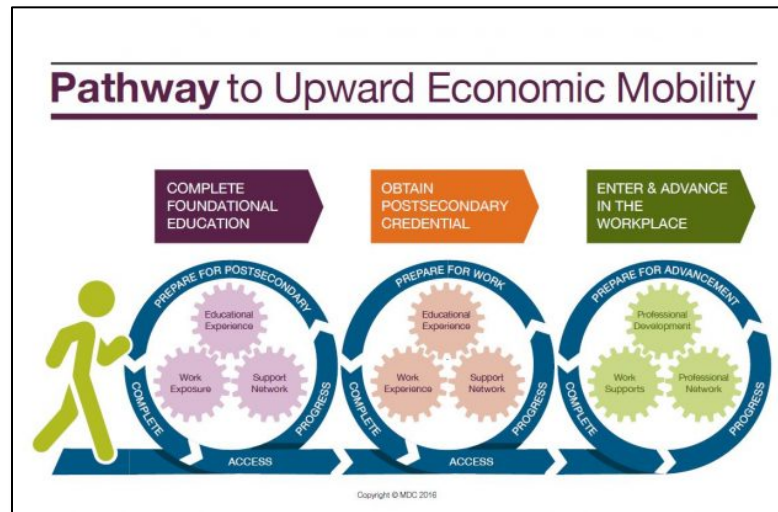 Pathway to Upward Economic Mobility
COMPLETE
FOUNDATIONAL
EDUCATION
OBTAIN
POSTSECONDARY
CREDENTIAL
ENTER & ADVANCE
IN THE
WORKPLACE
PREPARE FOR POSTSECONDARY
Educational
Experience
Work
Exposure
Support
Network
COMPLETE
PROGRESS
ACCESS
PREPARE FOR WORK
Educational
Experience
Work
Experience
Support
Network
COMPLETE
PROGRESS
ACCESS
PREPARE FOR ADVANCEMENT
Professional
Development
Work
Supports
Professional
Network
COMPLETE
PROGRESS
Copyright © MDC 2016